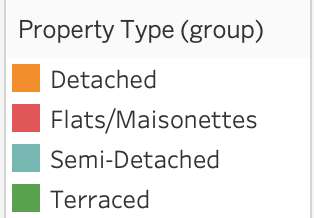 Property Type (group)
Detached
Flats/Maisonettes
Semi-Detached
Terraced